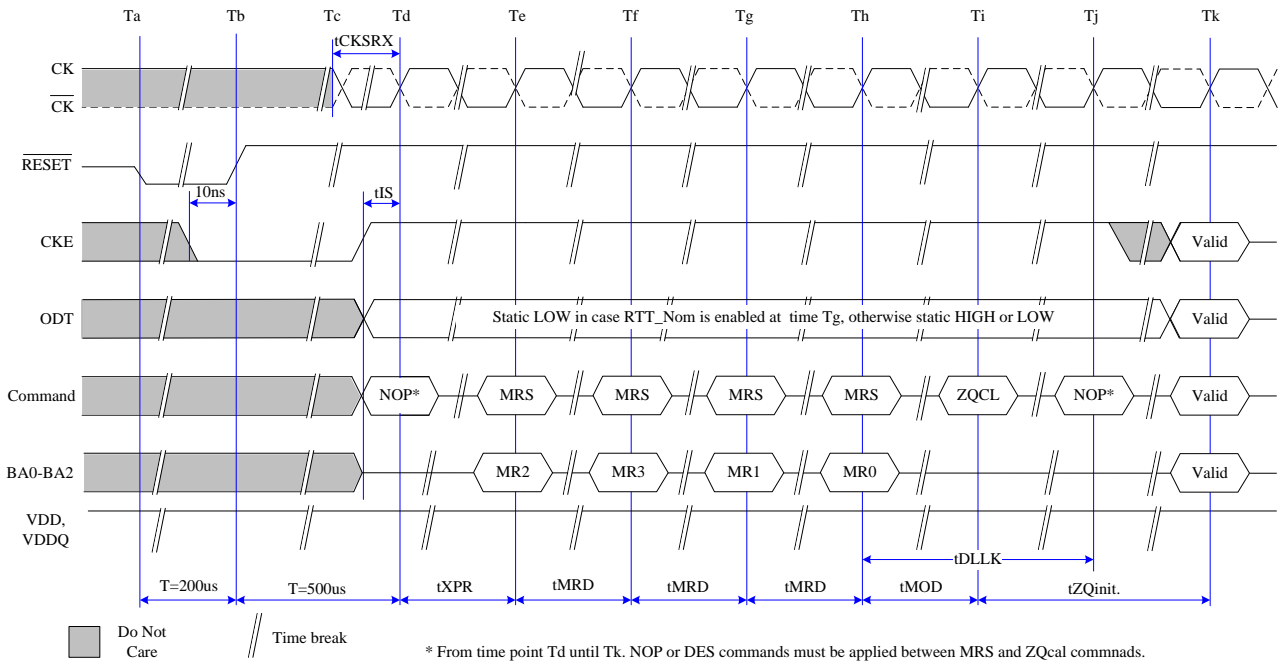 Ta Tb Tc Td Te Tf Tg Th Ti Tj Tk
tCKSRX
CK
CK
RESET
10ns
tIS
CKE
Valid
ODT
Static LOW in case RTT_Nom is enabled at time Tg, otherwise static HIGH or LOW
Valid
Command
NOP* MRS MRS MRS MRS ZQCL NOP* Valid
BA0-BA2
MR2 MR3 MR1 MR0 Valid
VDD,
VDDQ
tDLLK
T=200us T=500us tXPR tMRD tMRD tMRD tMOD tZQinit.
Do Not
Care
Time break
* From time point Td until Tk. NOP or DES commands must be applied between MRS and ZQcal commnads.